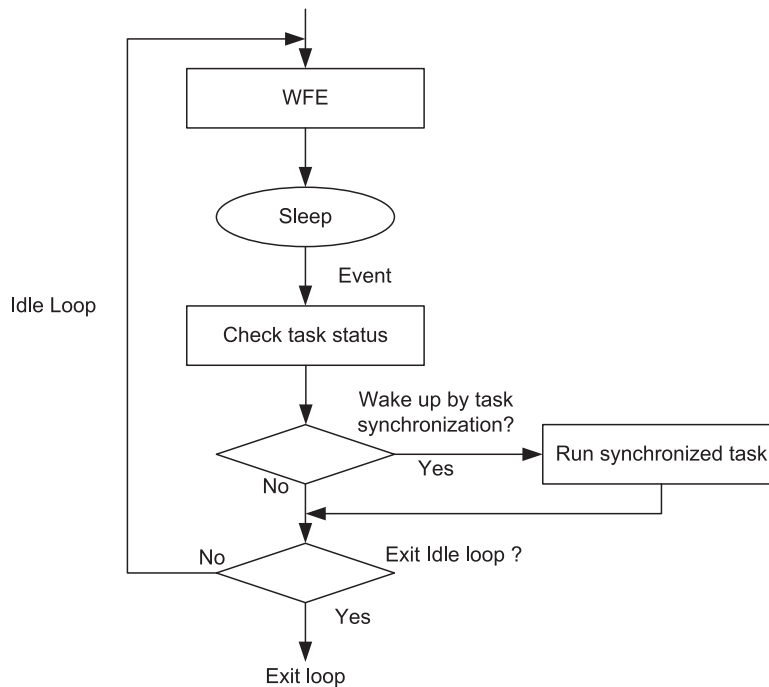 WFE
Sleep
Event
Idle Loop
Check task status
Wake up by task
synchronization?
Run synchronized task
Yes
No
No
Exit Idle loop ?
Yes
Exit loop